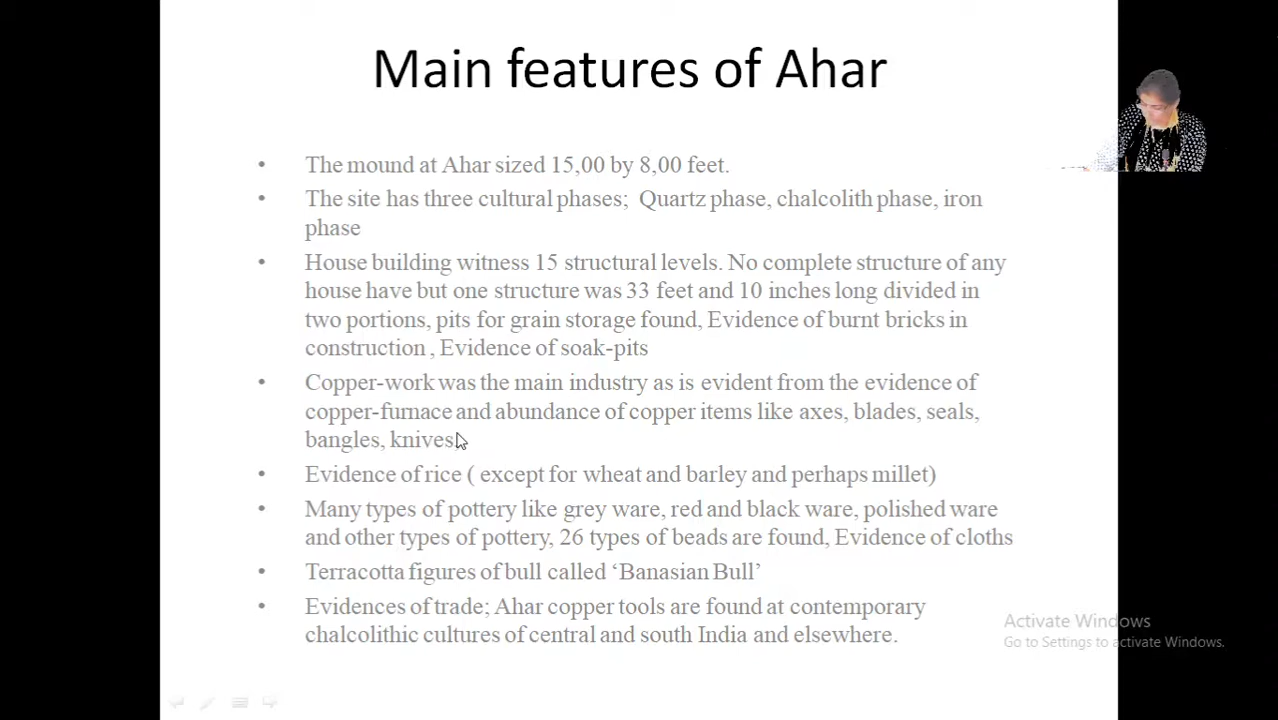 Main features of Ahar
• The mound at Ahar sized 15,00 by 8,00 feet.
• The site has three cultural phases; Quartz phase, chalcolith phase, iron
phase
• House building witness 15 structural levels. No complete structure of any
house have but one structure was 33 feet and 10 inches long divided in
two portions, pits for grain storage found, Evidence of burnt bricks in
construction , Evidence of soak-pits
• Copper-work was the main industry as is evident from the evidence of
copper-furnace and abundance of copper items like axes, blades, seals,
bangles, knives
• Evidence of rice ( except for wheat and barley and perhaps millet)
• Many types of pottery like grey ware, red and black ware, polished ware
and other types of pottery, 26 types of beads are found, Evidence of cloths
• Terracotta figures of bull called ‘Banasian Bull’
• Evidences of trade; Ahar copper tools are found at contemporary
chalcolithic cultures of central and south India and elsewhere.
Activate Windows
Go to Settings to activate Windows.